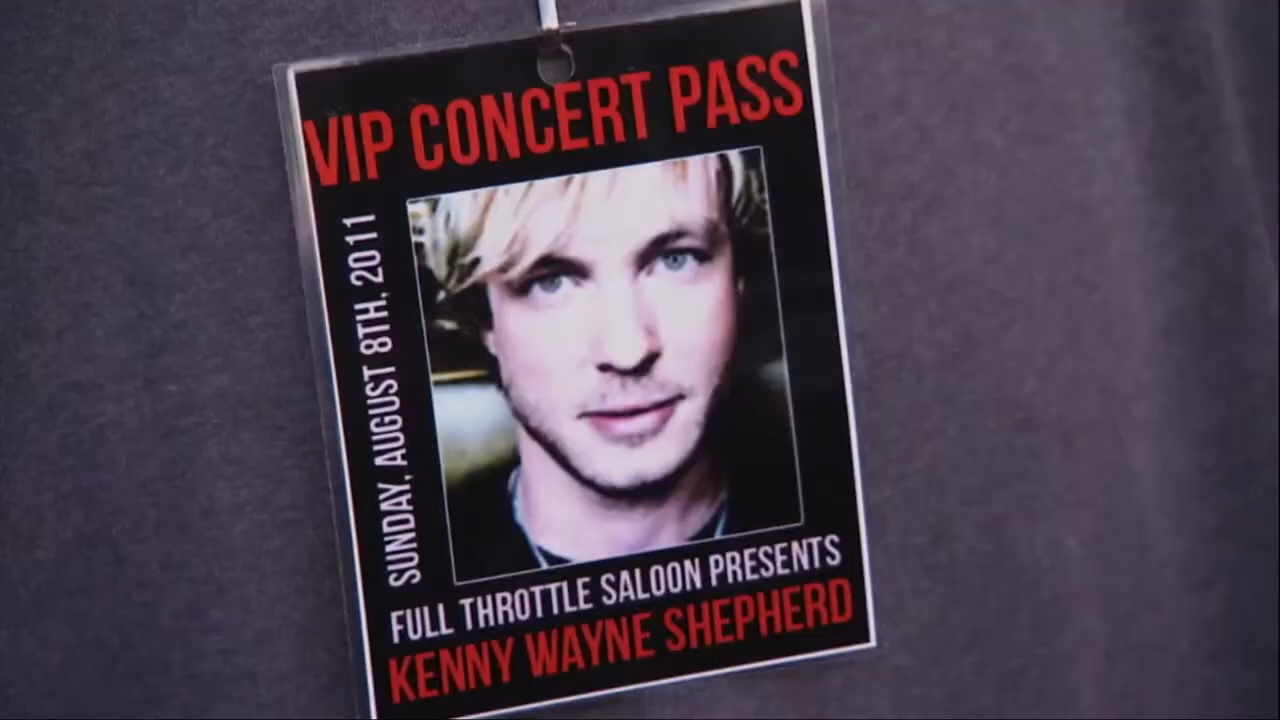 VIP CONCERT PASS
SUNDAY, AUGUST 8TH, 2011
FULL THROTTLE SALOON PRESENTS
KENNY WAYNE SHEPHERD